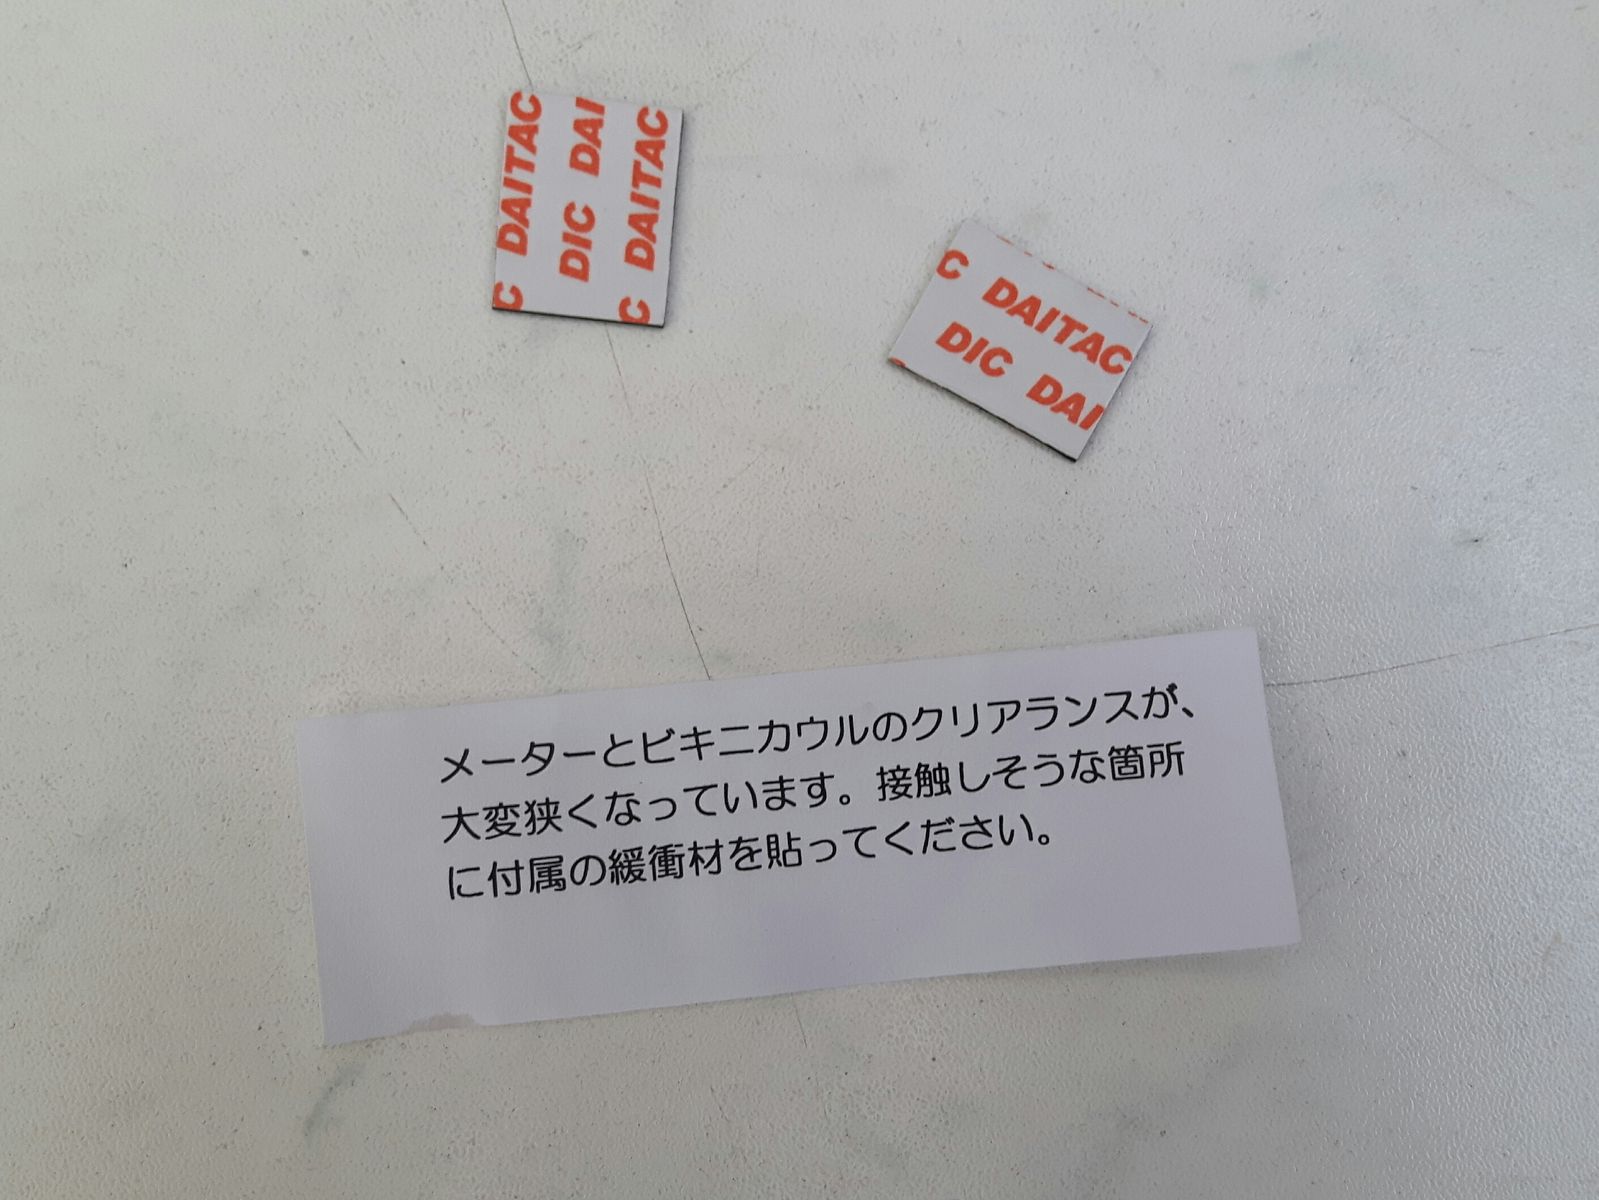 C DAITAC
DIC DAI
C DAITAC
C DAITAC
DIC DAI
メーターとビキニカウルのクリアランスが、
大変狭くなっています。接触しそうな箇所
に付属の緩衝材を貼ってください。